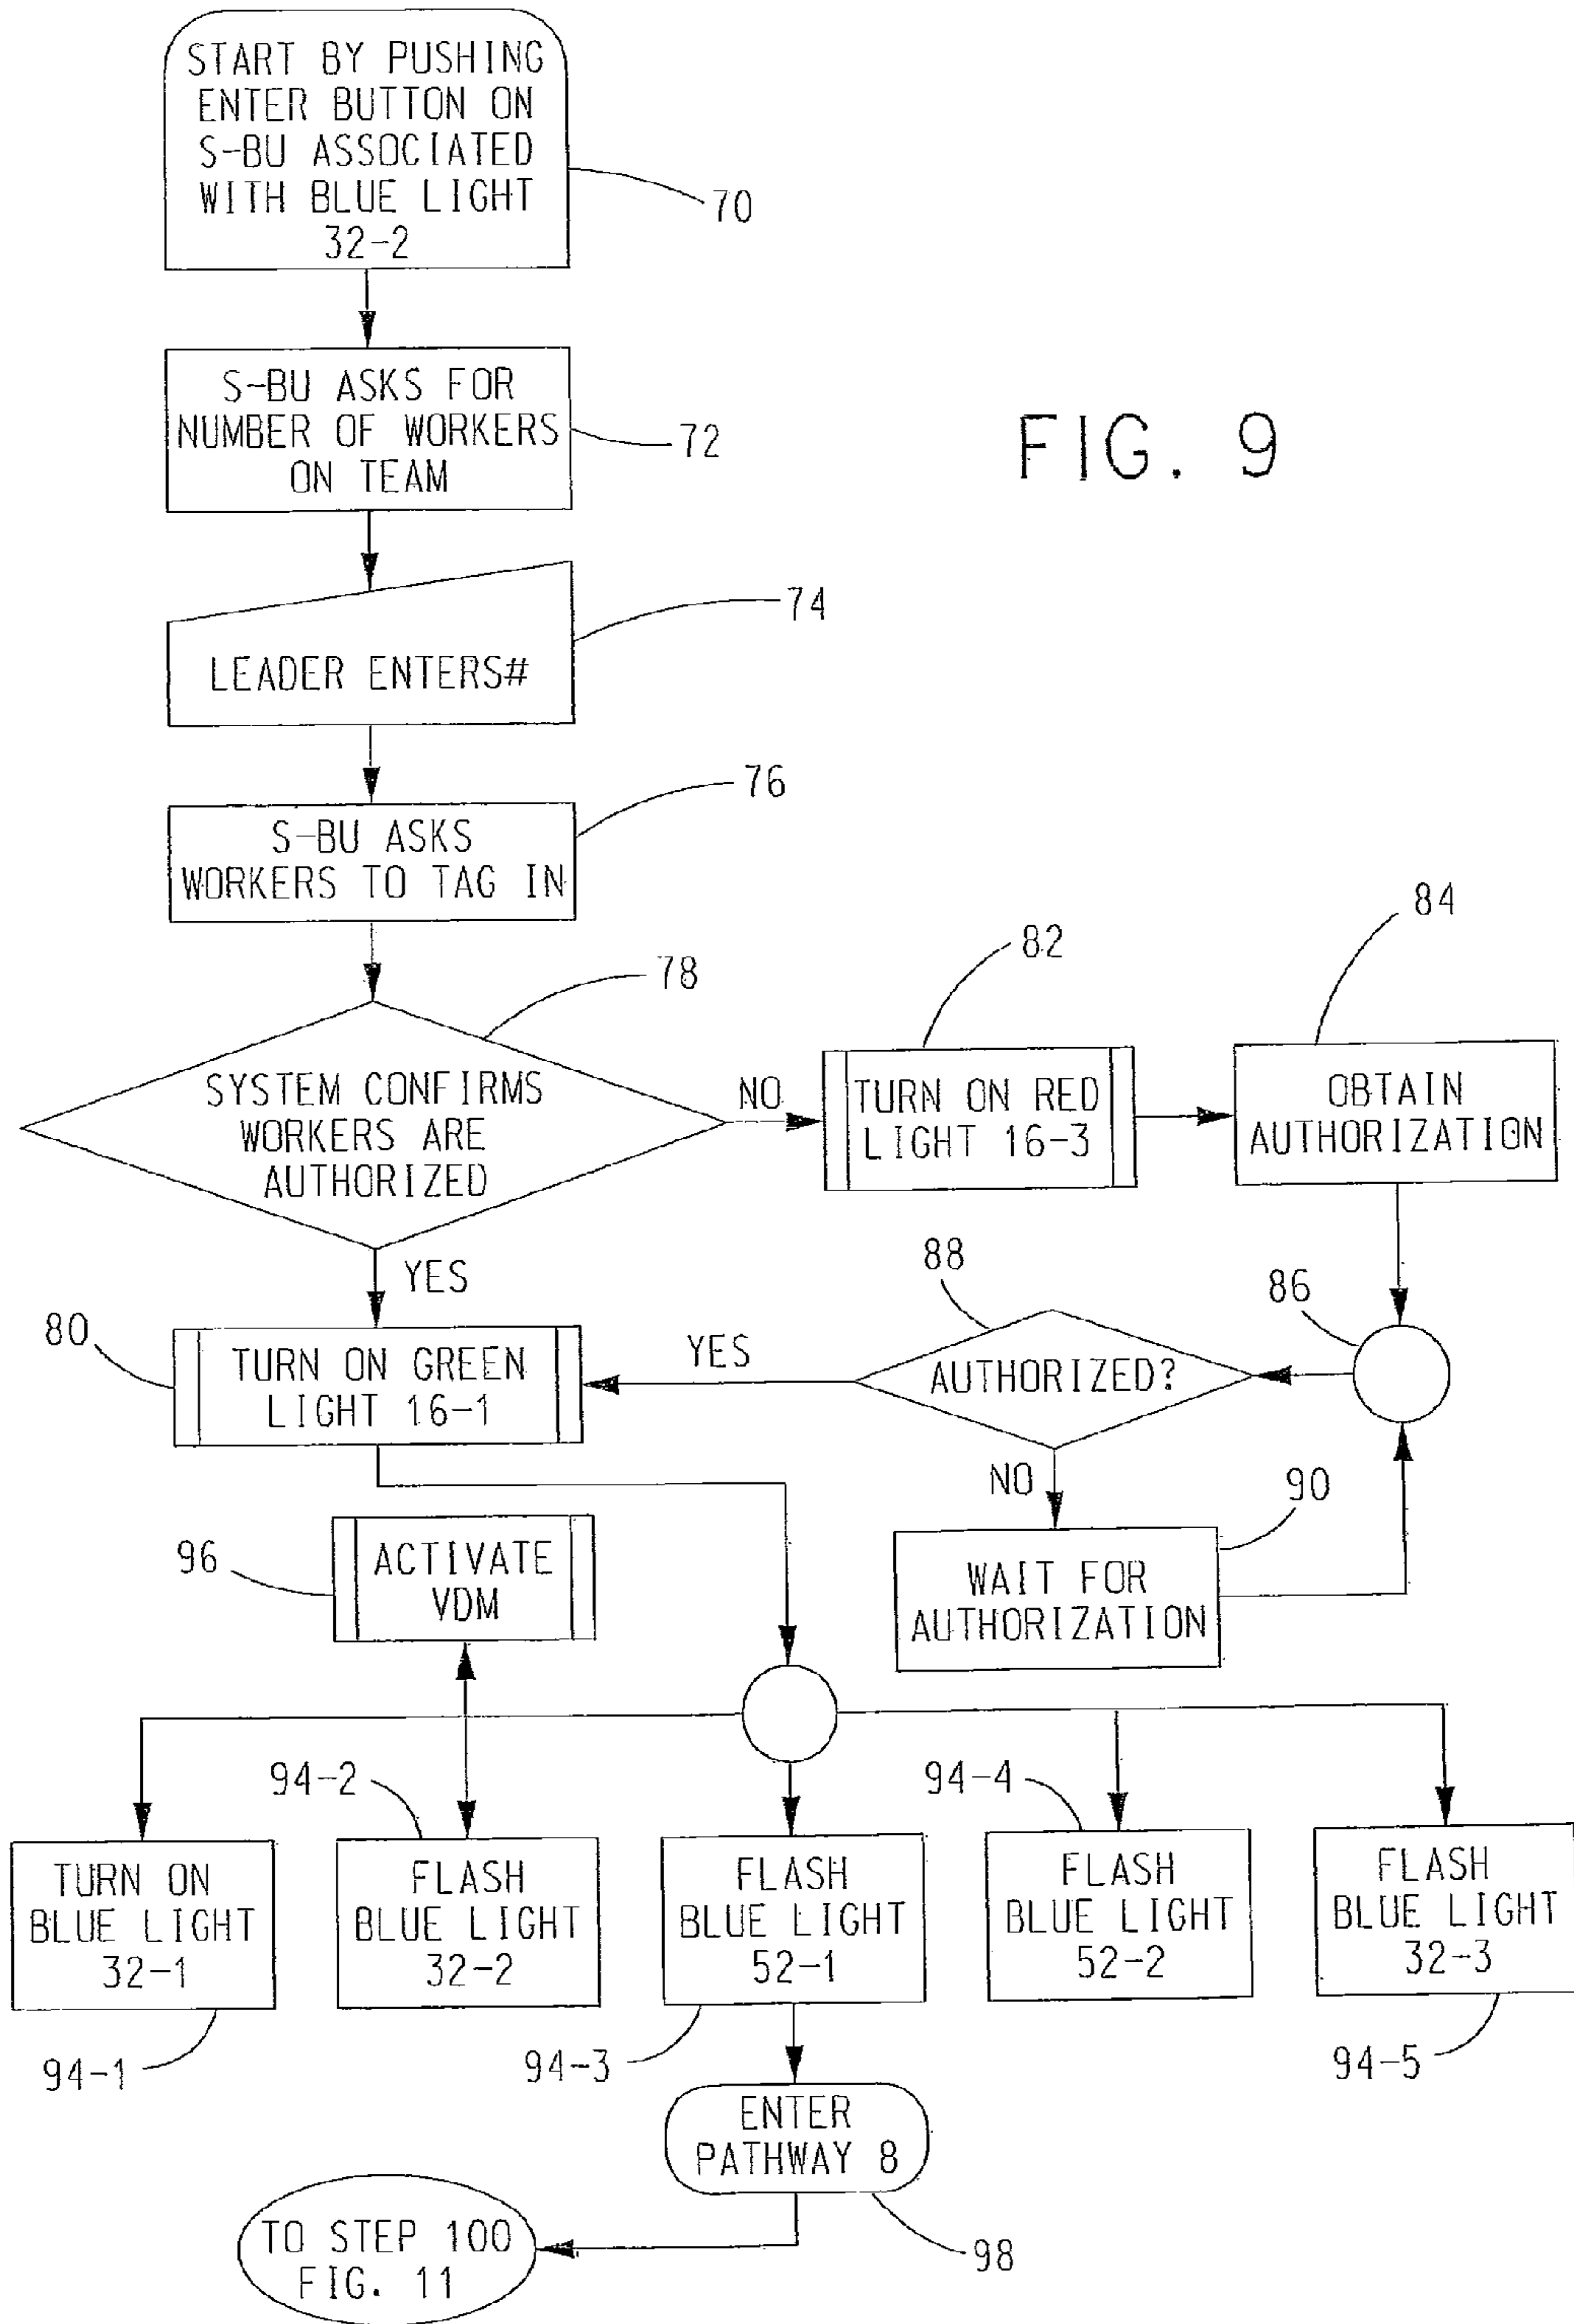 START BY PUSHING
ENTER BUTTON ON
S-BU ASSOCIATED
WITH BLUE LIGHT
32-2
70
S-BU ASKS FOR
NUMBER OF WORKERS
ON TEAM
72
FIG. 9
74
LEADER ENTERS#
76
S-BU ASKS
WORKERS TO TAG IN
78
SYSTEM CONFIRMS
WORKERS ARE
AUTHORIZED
NO
82
TURN ON RED
LIGHT 16-3
84
OBTAIN
AUTHORIZATION
YES
80
TURN ON GREEN
LIGHT 16-1
YES
88
AUTHORIZED?
86
NO
90
WAIT FOR
AUTHORIZATION
96
ACTIVATE
VDM
94-2
94-4
TURN ON
BLUE LIGHT
32-1
FLASH
BLUE LIGHT
32-2
FLASH
BLUE LIGHT
52-1
FLASH
BLUE LIGHT
52-2
FLASH
BLUE LIGHT
32-3
94-1
94-3
94-5
ENTER
PATHWAY 8
98
TO STEP 100
FIG. 11